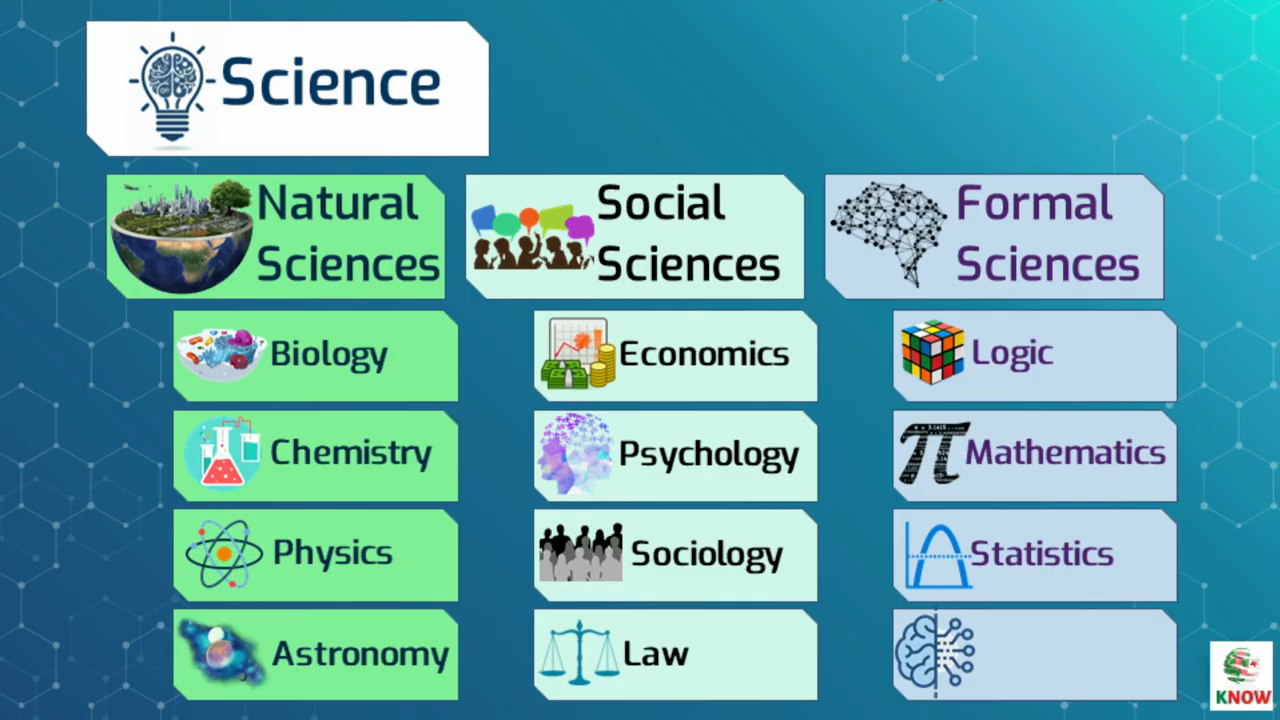 Science
Natural
Sciences
Biology
Chemistry
Physics
Astronomy
Social
Sciences
Economics
Psychology
Sociology
Law
Formal
Sciences
Logic
Mathematics
Statistics
KNOW